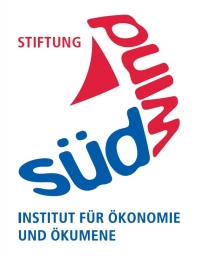 STIFTUNG
süd
wind
INSTITUT FÜR ÖKONOMIE
UND ÖKUMENE